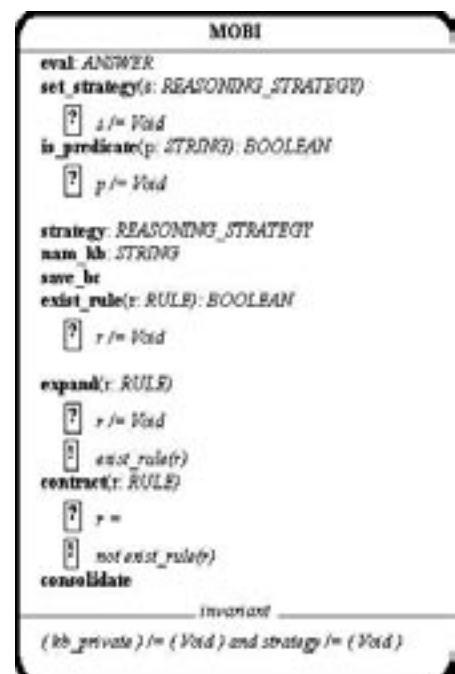 MOBI
eval: ANSWER
set_strategy(s: REASONING_STRATEGY)
? s /= Void
is_predicate(p: STRING): BOOLEAN
? p /= Void
strategy: REASONING_STRATEGY
nam_kb: STRING
save_bc
exist_rule(r: RULE): BOOLEAN
? r /= Void
expand(r: RULE)
? r /= Void
! exist_rule(r)
contract(r: RULE)
? r =
! not exist_rule(r)
consolidate
invariant
( kb_private ) /= ( Void ) and strategy /= ( Void )